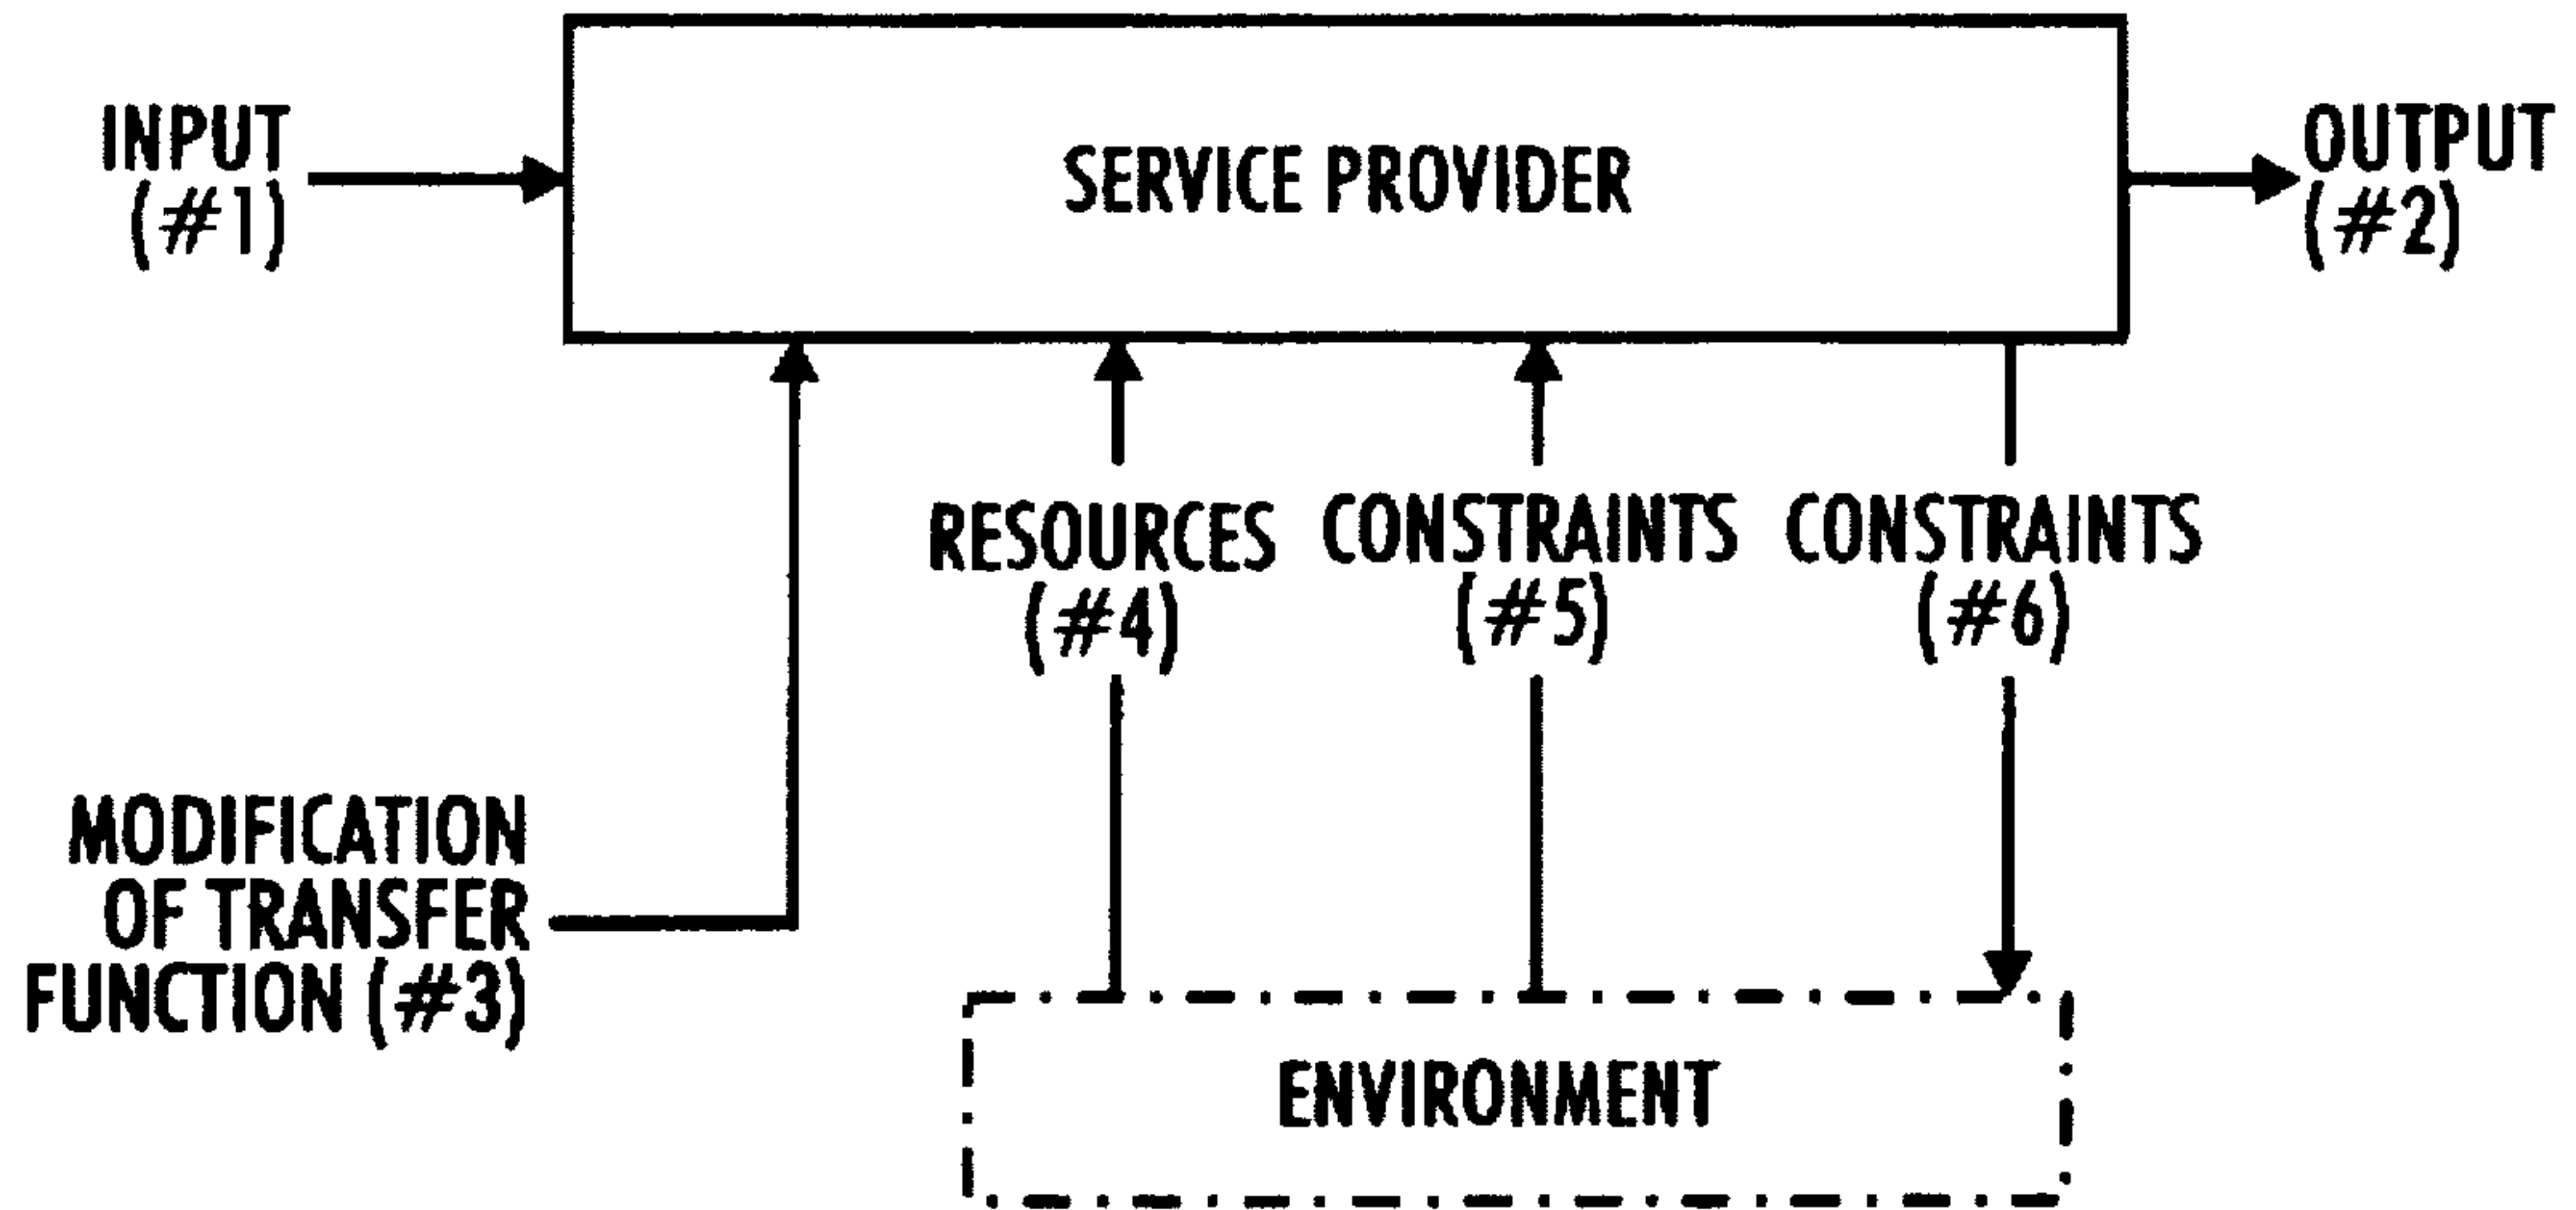 INPUT
(#1)
SERVICE PROVIDER
OUTPUT
(#2)
RESOURCES
(#4)
CONSTRAINTS
(#5)
CONSTRAINTS
(#6)
MODIFICATION
OF TRANSFER
FUNCTION (#3)
ENVIRONMENT